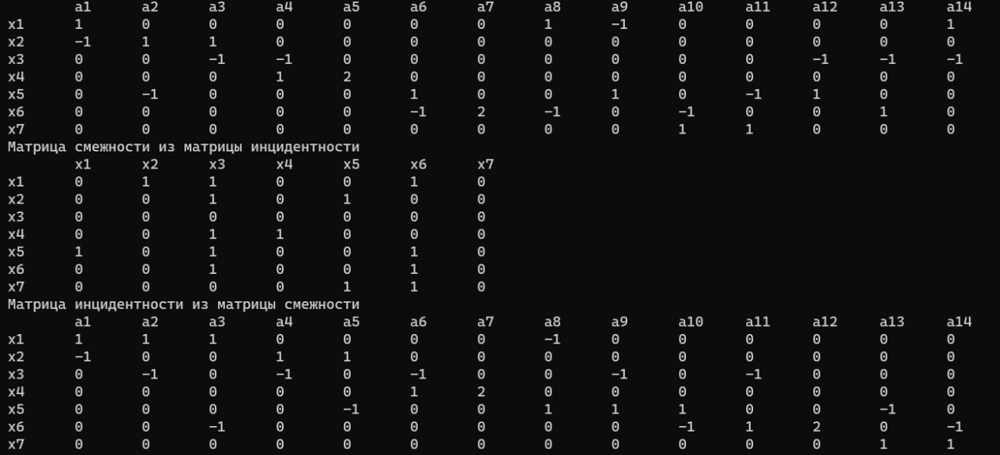 a1 a2 a3 a4 a5 a6 a7 a8 a9 a10 a11 a12 a13 a14
x1 1 0 0 0 0 0 0 1 -1 0 0 0 0 1
x2 -1 1 1 0 0 0 0 0 0 0 0 0 0 0
x3 0 0 -1 -1 0 0 0 0 0 0 0 -1 -1 -1
x4 0 0 0 1 2 0 0 0 0 0 0 0 0 0
x5 0 -1 0 0 0 1 0 0 1 0 -1 1 0 0
x6 0 0 0 0 0 -1 2 -1 0 -1 0 0 1 0
x7 0 0 0 0 0 0 0 0 0 1 1 0 0 0
Матрица смежности из матрицы инцидентности
x1 x2 x3 x4 x5 x6 x7
x1 0 1 1 0 0 1 0
x2 0 0 1 0 1 0 0
x3 0 0 0 0 0 0 0
x4 0 0 1 1 0 0 0
x5 1 0 1 0 0 1 0
x6 0 0 1 0 0 1 0
x7 0 0 0 0 1 1 0
Матрица инцидентности из матрицы смежности
a1 a2 a3 a4 a5 a6 a7 a8 a9 a10 a11 a12 a13 a14
x1 1 1 1 0 0 0 0 -1 0 0 0 0 0 0
x2 -1 0 0 1 1 0 0 0 0 0 0 0 0 0
x3 0 -1 0 -1 0 -1 0 0 -1 0 -1 0 0 0
x4 0 0 0 0 0 1 2 0 0 0 0 0 0 0
x5 0 0 0 0 -1 0 0 1 1 1 0 0 -1 0
x6 0 0 -1 0 0 0 0 0 0 -1 1 2 0 -1
x7 0 0 0 0 0 0 0 0 0 0 0 0 1 1